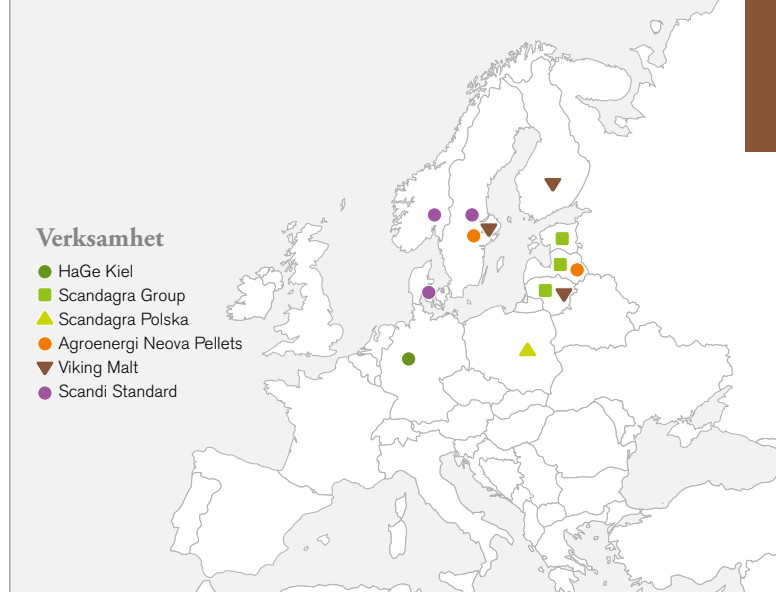 Verksamhet
HaGe Kiel
Scandagra Group
Scandagra Polska
Agroenergi Neova Pellets
Viking Malt
Scandi Standard